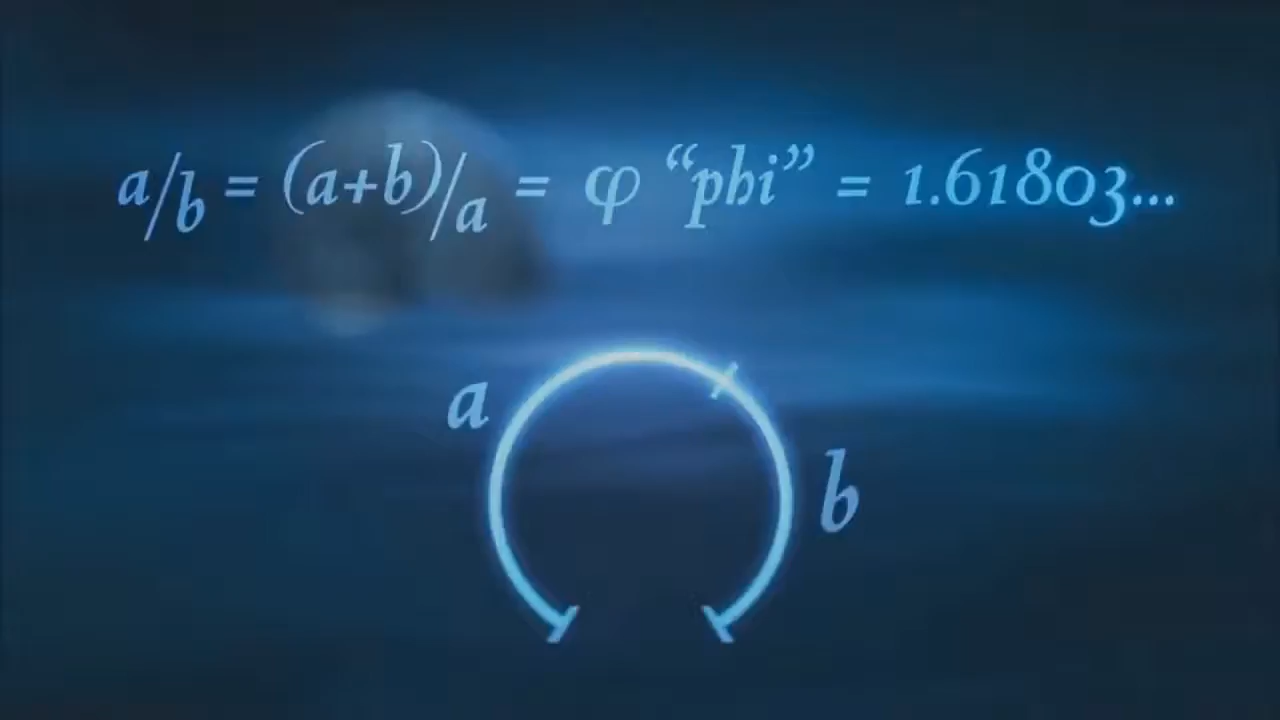 a/b = (a+b)/a = φ “phi” = 1.61803...
a
b